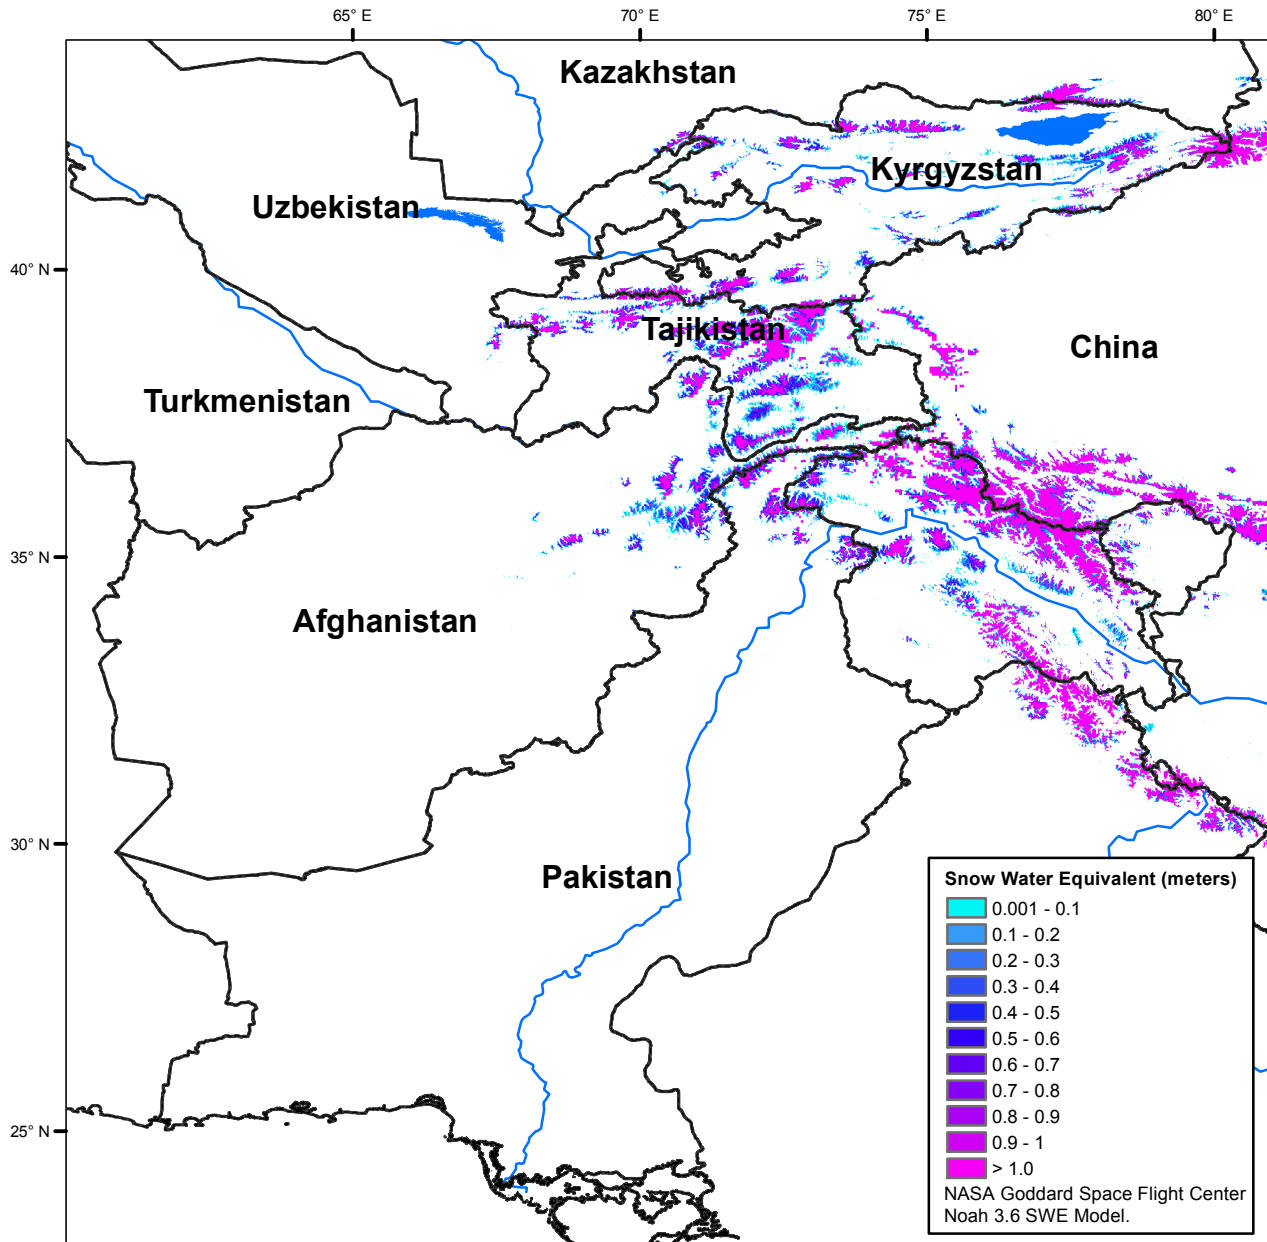 65° E
70° E
75° E
80° E
Kazakhstan
Kyrgyzstan
Uzbekistan
40° N
Tajikistan
China
Turkmenistan
35° N
Afghanistan
30° N
Pakistan
25° N
Snow Water Equivalent (meters)
0.001 - 0.1
0.1 - 0.2
0.2 - 0.3
0.3 - 0.4
0.4 - 0.5
0.5 - 0.6
0.6 - 0.7
0.7 - 0.8
0.8 - 0.9
0.9 - 1
> 1.0
NASA Goddard Space Flight Center
Noah 3.6 SWE Model.